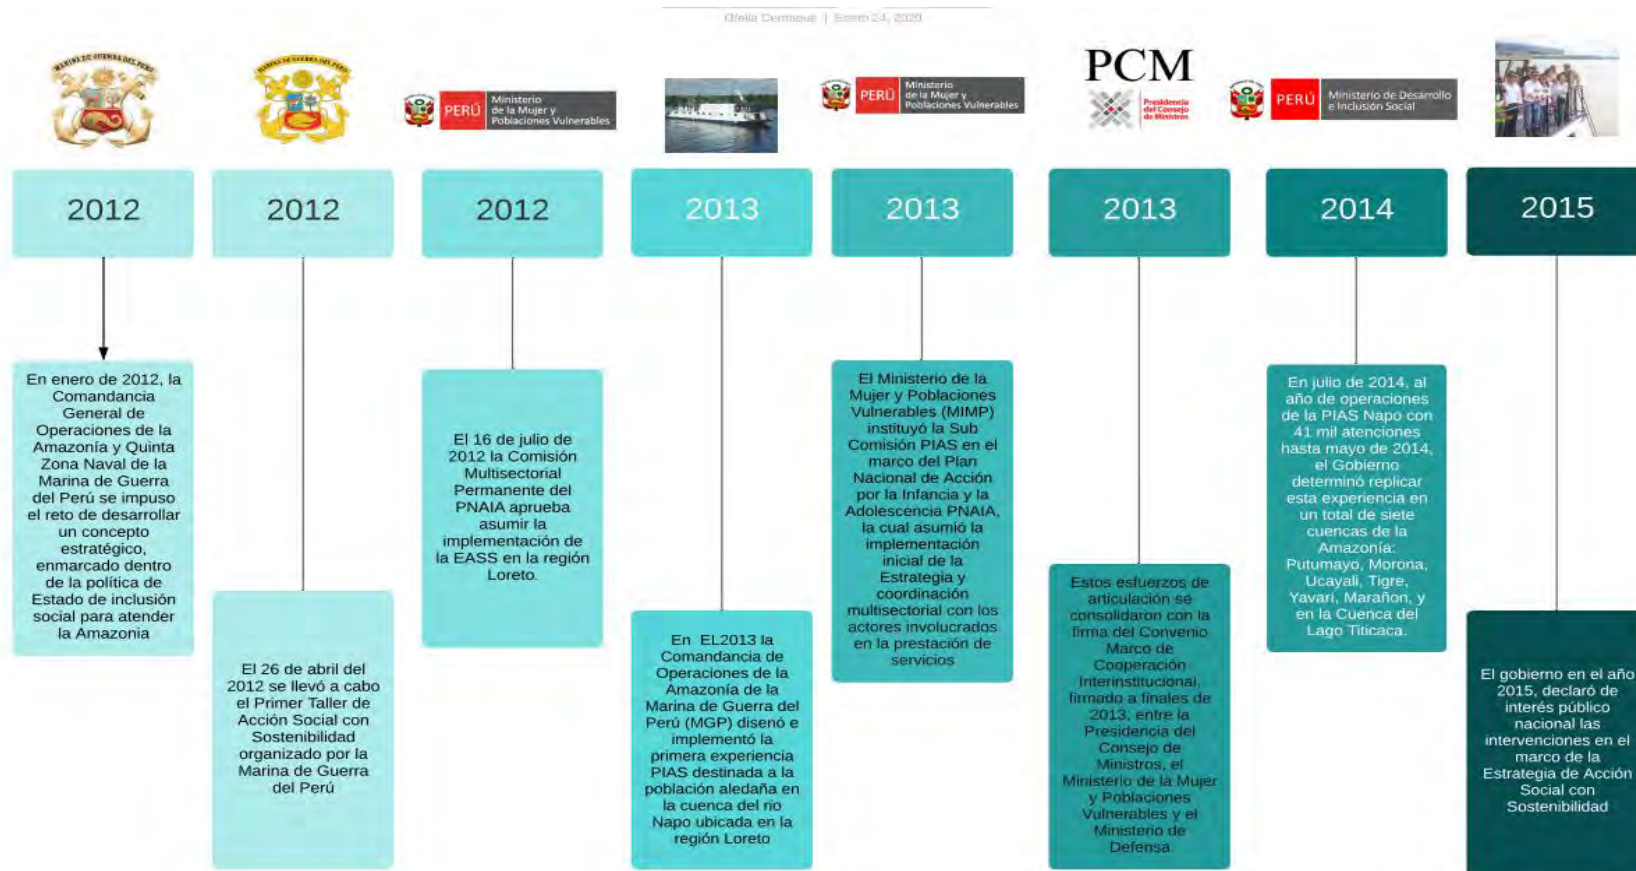 Ofelia Cermaqui | Enero 24, 2020
MARINA DE GUERRA DEL PERU
MARINA DE GUERRA DEL PERU
PERÚ
Ministerio
de la Mujer y
Poblaciones Vulnerables
PERÚ
Ministerio
de la Mujer y
Poblaciones Vulnerables
PCM
Presidencia
del Consejo
de Ministros
PERÚ
Ministerio de Desarrollo
e Inclusión Social
2012
2012
2012
2013
2013
2013
2014
2015
En enero de 2012, la
Comandancia
General de
Operaciones de la
Amazonía y Quinta
Zona Naval de la
Marina de Guerra
del Perú se impuso
el reto de desarrollar
un concepto
estratégico,
enmarcado dentro
de la política de
Estado de inclusión
social para atender
la Amazonia
El 26 de abril del
2012 se llevó a cabo
el Primer Taller de
Acción Social con
Sostenibilidad
organizado por la
Marina de Guerra
del Perú
El 16 de julio de
2012 la Comisión
Multisectorial
Permanente del
PNAIA aprueba
asumir la
implementación de
la EASS en la región
Loreto.
En EL2013 la
Comandancia de
Operaciones de la
Amazonía de la
Marina de Guerra del
Perú (MGP) disenó e
implementó la
primera experiencia
PIAS destinada a la
población aledaña en
la cuenca del rio
Napo ubicada en la
región Loreto
El Ministerio de la
Mujer y Poblaciones
Vulnerables (MIMP)
instituyó la Sub
Comisión PIAS en el
marco del Plan
Nacional de Acción
por la Infancia y la
Adolescencia PNAIA,
la cual asumió la
implementación
inicial de la
Estrategia y
coordinación
multisectorial con los
actores involucrados
en la prestación de
servicios
Estos esfuerzos de
articulación se
consolidaron con la
firma del Convenio
Marco de
Cooperación
Interinstitucional,
firmado a finales de
2013; entre la
Presidencia del
Consejo de
Ministros, el
Ministerio de la Mujer
y Poblaciones
Vulnerables y el
Ministerio de
Defensa
En julio de 2014, al
año de operaciones
de la PIAS Napo con
41 mil atenciones
hasta mayo de 2014,
el Gobierno
determinó replicar
esta experiencia en
un total de siete
cuencas de la
Amazonía:
Putumayo, Morona,
Ucayali, Tigre,
Yavarí, Marañon, y
en la Cuenca del
Lago Titicaca.
El gobierno en el año
2015, declaró de
interés público
nacional las
intervenciones en el
marco de la
Estrategia de Acción
Social con
Sostenibilidad